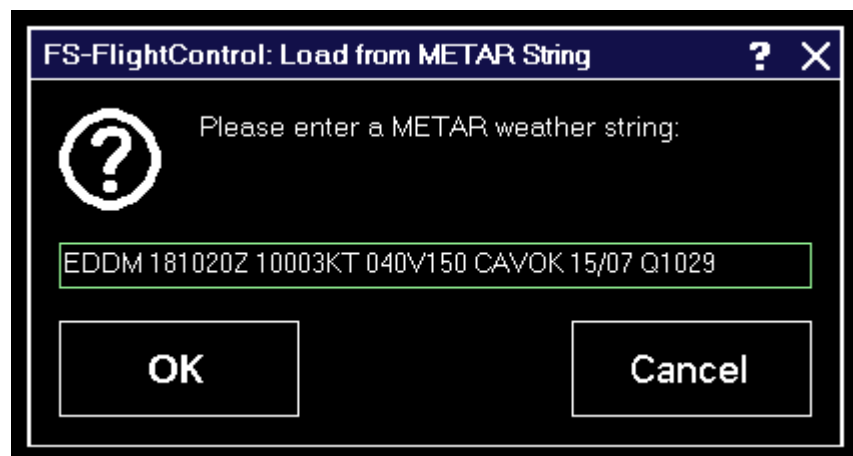 FS-FlightControl: Load from METAR String ? X
Please enter a METAR weather string:
EDDM 181020Z 10003KT 040V150 CAVOK 15/07 Q1029
OK Cancel